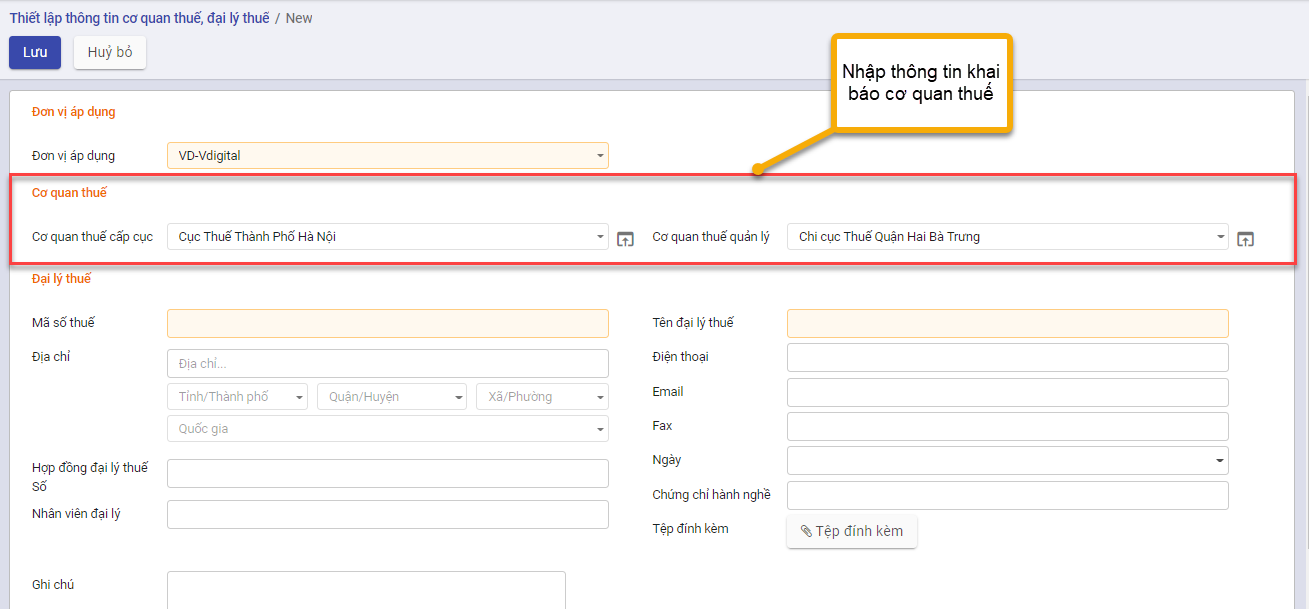 Thiết lập thông tin cơ quan thuế, đại lý thuế / New
Lưu
Huỷ bỏ
Nhập thông tin khai
báo cơ quan thuế
Đơn vị áp dụng
Đơn vị áp dụng
VD-Vdigital
Cơ quan thuế
Cơ quan thuế cấp cục
Cục Thuế Thành Phố Hà Nội
Cơ quan thuế quản lý
Chi cục Thuế Quận Hai Bà Trưng
Đại lý thuế
Mã số thuế
Tên đại lý thuế
Địa chỉ
Địa chỉ...
Điện thoại
Tỉnh/Thành phố
Quận/Huyện
Xã/Phường
Email
Quốc gia
Fax
Hợp đồng đại lý thuế
Số
Ngày
Nhân viên đại lý
Chứng chỉ hành nghề
Tệp đính kèm
Tệp đính kèm
Ghi chú